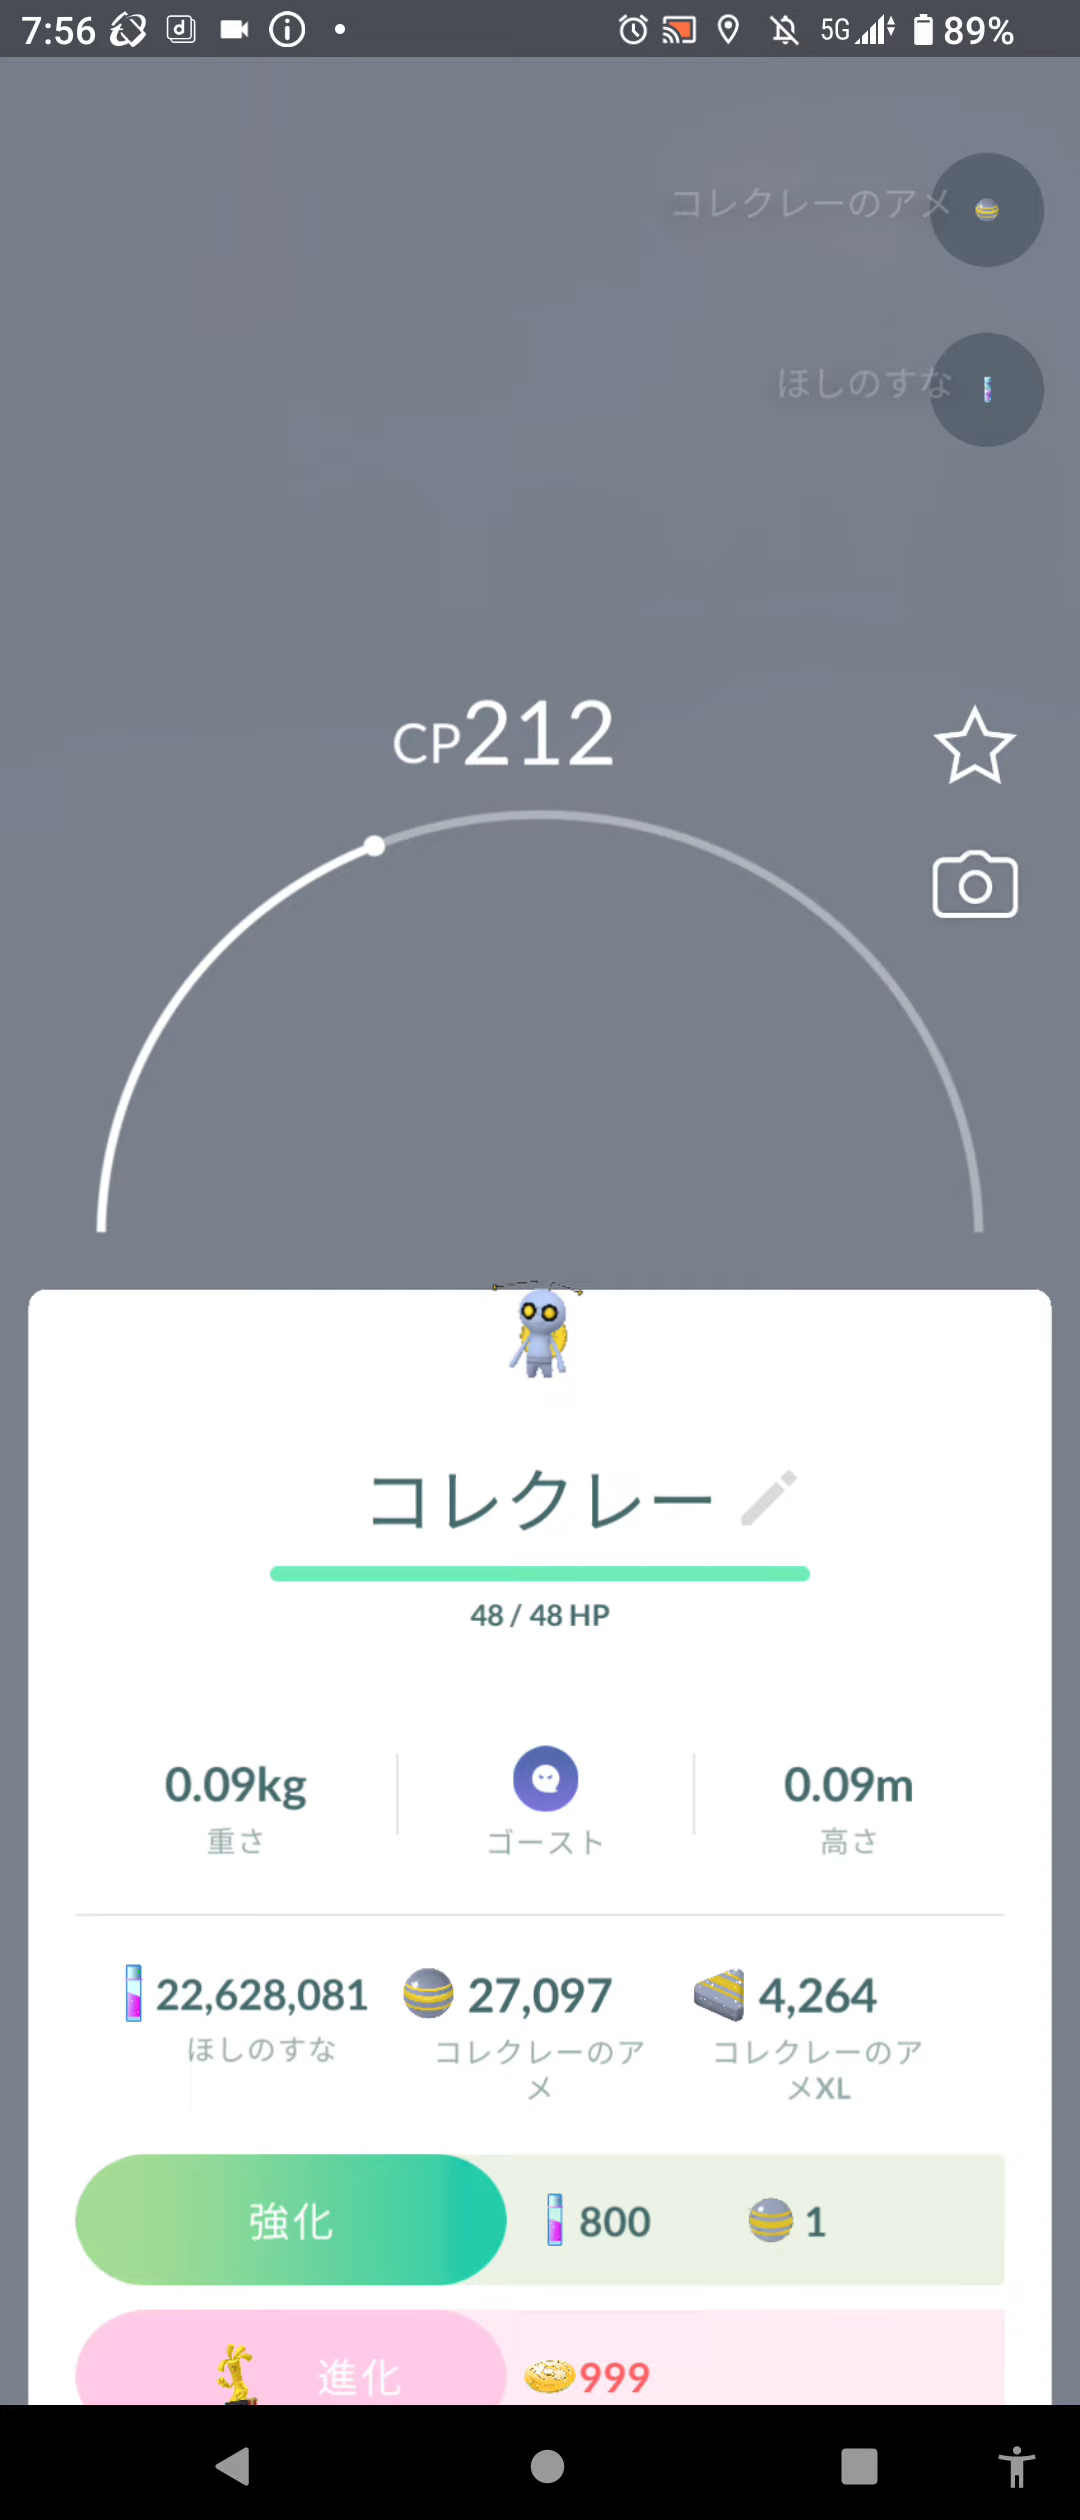 7:56 5G 89%
コレクレーのアメ
ほしのすな
CP212
コレクレー
48 / 48 HP
0.09kg 0.09m
重さ ゴースト 高さ
22,628,081 27,097 4,264
ほしのすな コレクレーのア コレクレーのア
メ メXL
強化 800 1
進化 999